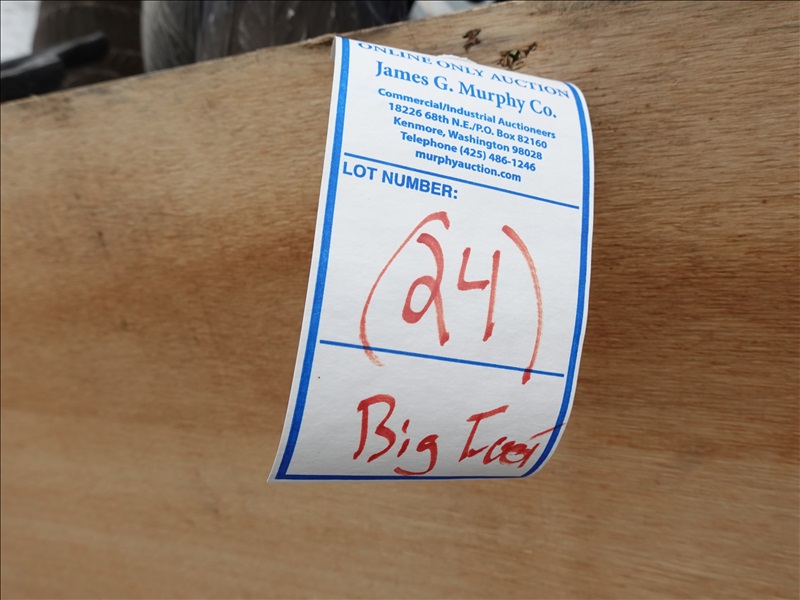 ONLINE ONLY AUCTION
James G. Murphy Co.
Commercial/Industrial Auctioneers
18226 68th N.E./P.O. Box 82160
Kenmore, Washington 98028
Telephone (425) 486-1246
murphyauction.com
LOT NUMBER:
(24)
Big